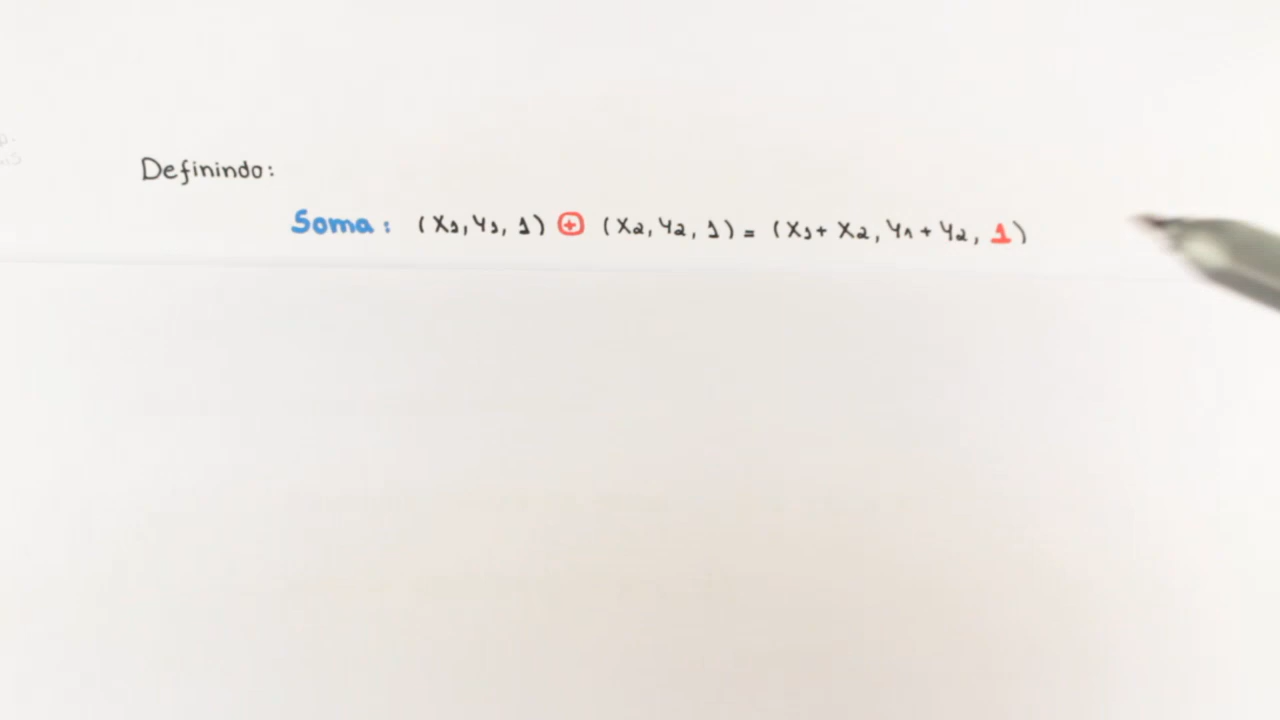 Definindo:
Soma: (x₁, y₁, 1) ⊕ (x₂, y₂, 1) = (x₁ + x₂, y₁ + y₂, 1)